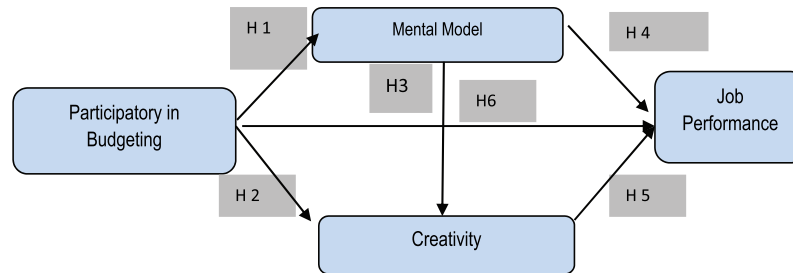 H 1
Mental Model
H 4
H3
H6
Participatory in
Budgeting
Job
Performance
H 2
H 5
Creativity